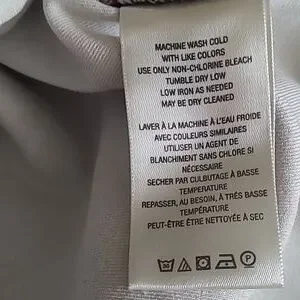 MACHINE WASH COLD
WITH LIKE COLORS
USE ONLY NON-CHLORINE BLEACH
TUMBLE DRY LOW
LOW IRON AS NEEDED
MAY BE DRY CLEANED
LAVER À LA MACHINE À L'EAU FROIDE
AVEC COULEURS SIMILAIRES
UTILISER UN AGENT DE
BLANCHIMENT SANS CHLORE SI
NÉCESSAIRE
SECHER PAR CULBUTAGE À BASSE
TEMPERATURE
REPASSER, AU BESOIN, À TRÈS BASSE
TEMPÉRATURE
PEUT-ÊTRE ÊTRE NETTOYÉE À SEC